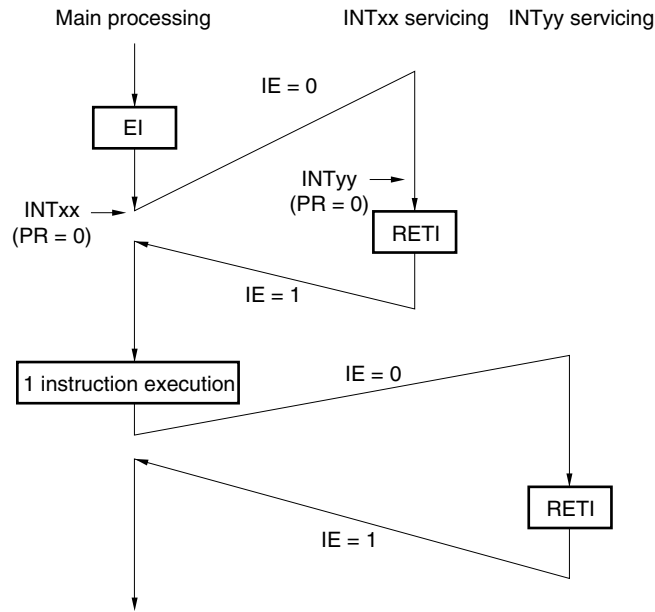 Main processing
INTxx servicing
INTyy servicing
IE = 0
EI
INTyy
(PR = 0)
INTxx
(PR = 0)
RETI
IE = 1
1 instruction execution
IE = 0
RETI
IE = 1